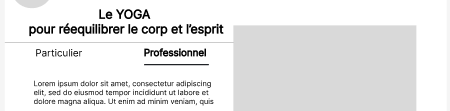 Le YOGA
pour rééquilibrer le corp et l'esprit
Particulier
Professionnel
Lorem ipsum dolor sit amet, consectetur adipiscing
elit, sed do eiusmod tempor incididunt ut labore et
dolore magna aliqua. Ut enim ad minim veniam, quis